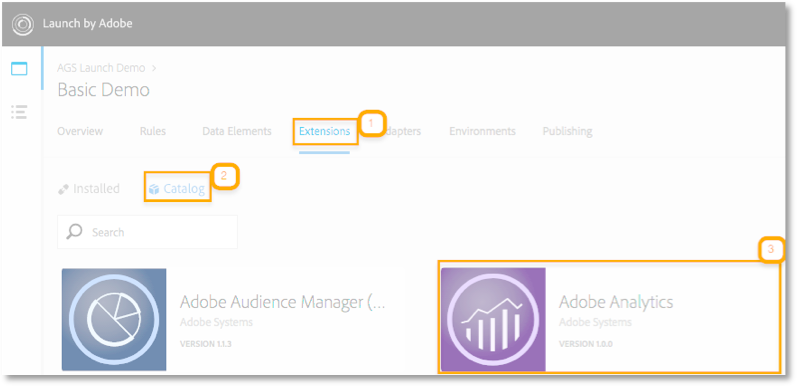 Launch by Adobe
AGS Launch Demo >
Basic Demo
Overview Rules Data Elements Extensions 1 dapters Environments Publishing
Installed Catalog 2
Search
3
Adobe Audience Manager (... Adobe Analytics
Adobe Systems Adobe Systems
VERSION 1.1.3 VERSION 1.0.0